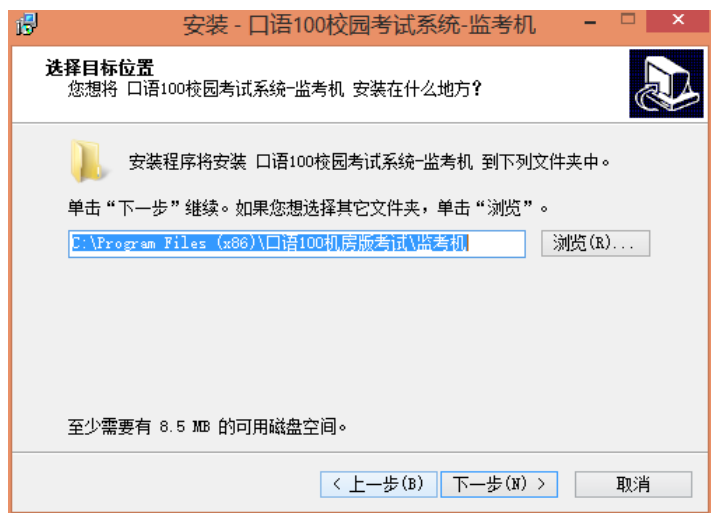 安装 - 口语100校园考试系统-监考机
选择目标位置
您想将 口语100校园考试系统-监考机 安装在什么地方?
安装程序将安装 口语100校园考试系统-监考机 到下列文件夹中。
单击“下一步”继续。如果您想选择其它文件夹，单击“浏览”。
C:\Program Files (x86)\口语100机房版考试\监考机 浏览(R)...
至少需要有 8.5 MB 的可用磁盘空间。
< 上一步(B) 下一步(N) > 取消